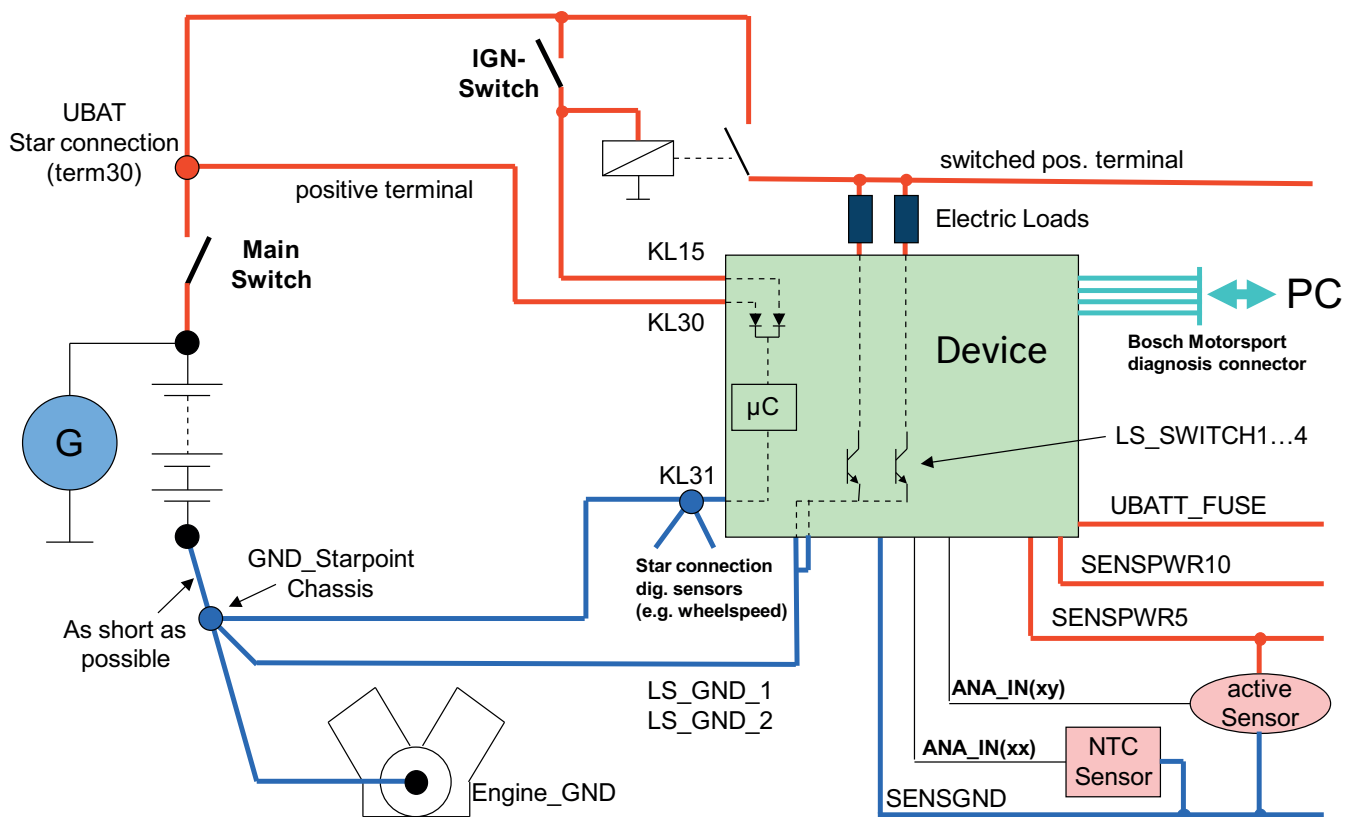 IGN-
Switch
UBAT
Star connection
(term30)
positive terminal
switched pos. terminal
Electric Loads
Main
Switch
KL15
KL30
Device
PC
Bosch Motorsport
diagnosis connector
µC
G
LS_SWITCH1…4
KL31
UBATT_FUSE
GND_Starpoint
Chassis
Star connection
dig. sensors
(e.g. wheelspeed)
SENSPWR10
As short as
possible
SENSPWR5
LS_GND_1
LS_GND_2
ANA_IN(xy)
active
Sensor
ANA_IN(xx)
NTC
Sensor
Engine_GND
SENSGND